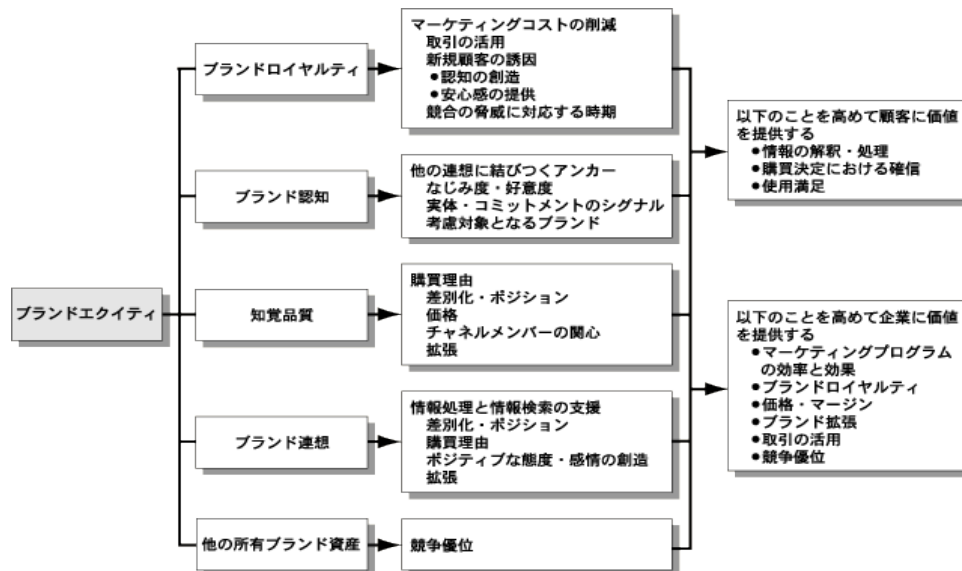 ブランドエクイティ
ブランドロイヤルティ
マーケティングコストの削減
取引の活用
新規顧客の誘因
●認知の創造
●安心感の提供
競合の脅威に対応する時期
ブランド認知
他の連想に結びつくアンカー
なじみ度・好意度
実体・コミットメントのシグナル
考慮対象となるブランド
知覚品質
購買理由
差別化・ポジション
価格
チャネルメンバーの関心
拡張
ブランド連想
情報処理と情報検索の支援
差別化・ポジション
購買理由
ポジティブな態度・感情の創造
拡張
他の所有ブランド資産
競争優位
以下のことを高めて顧客に価値
を提供する
●情報の解釈・処理
●購買決定における確信
●使用満足
以下のことを高めて企業に価値
を提供する
●マーケティングプログラム
の効率と効果
●ブランドロイヤルティ
●価格・マージン
●ブランド拡張
●取引の活用
●競争優位